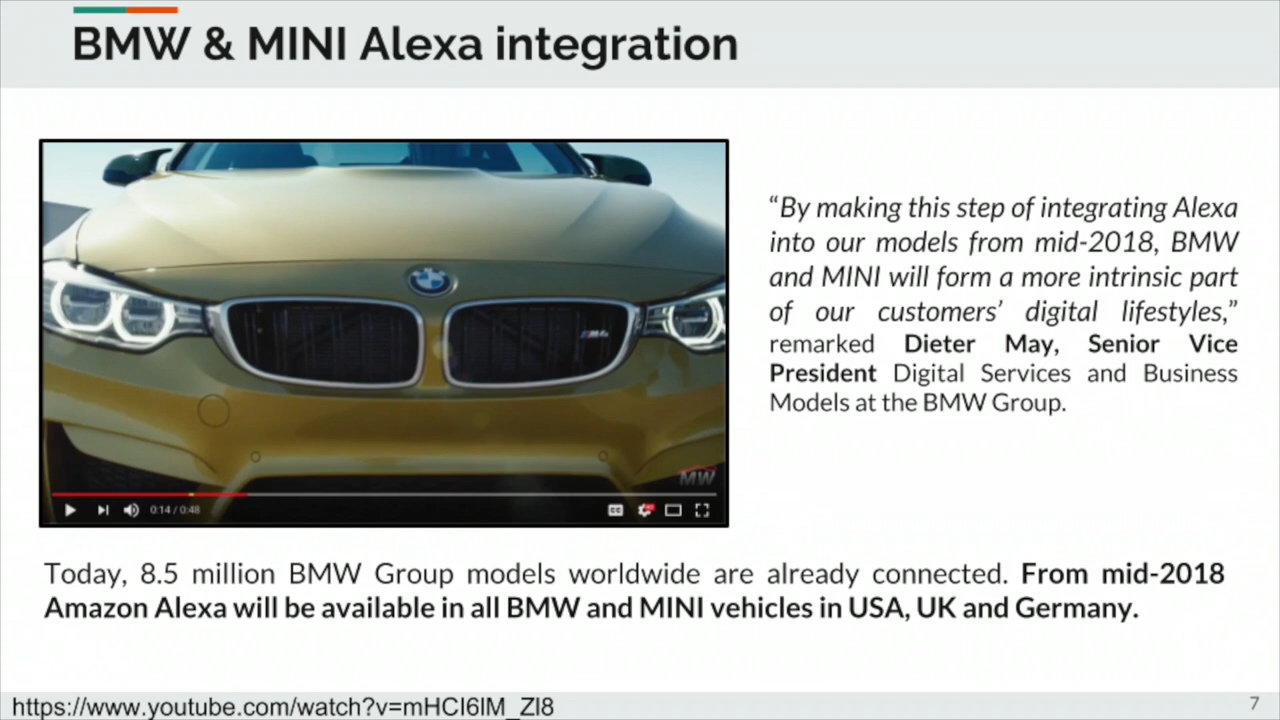 BMW & MINI Alexa integration
“By making this step of integrating Alexa
into our models from mid-2018, BMW
and MINI will form a more intrinsic part
of our customers’ digital lifestyles,”
remarked Dieter May, Senior Vice
President Digital Services and Business
Models at the BMW Group.
M4
MW
0:14 / 0:48
CC
Today, 8.5 million BMW Group models worldwide are already connected. From mid-2018
Amazon Alexa will be available in all BMW and MINI vehicles in USA, UK and Germany.
https://www.youtube.com/watch?v=mHCI6lM_ZI8
7